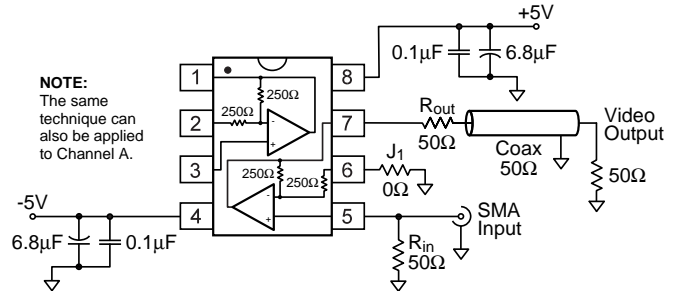 +5V
0.1µF
6.8µF
NOTE:
The same
technique can
also be applied
to Channel A.
1
8
250Ω
250Ω
2
7
Rout
50Ω
Coax
50Ω
Video
Output
50Ω
-
+
3
6
J1
0Ω
250Ω
250Ω
-
+
-5V
4
5
SMA
Input
6.8µF
0.1µF
Rin
50Ω